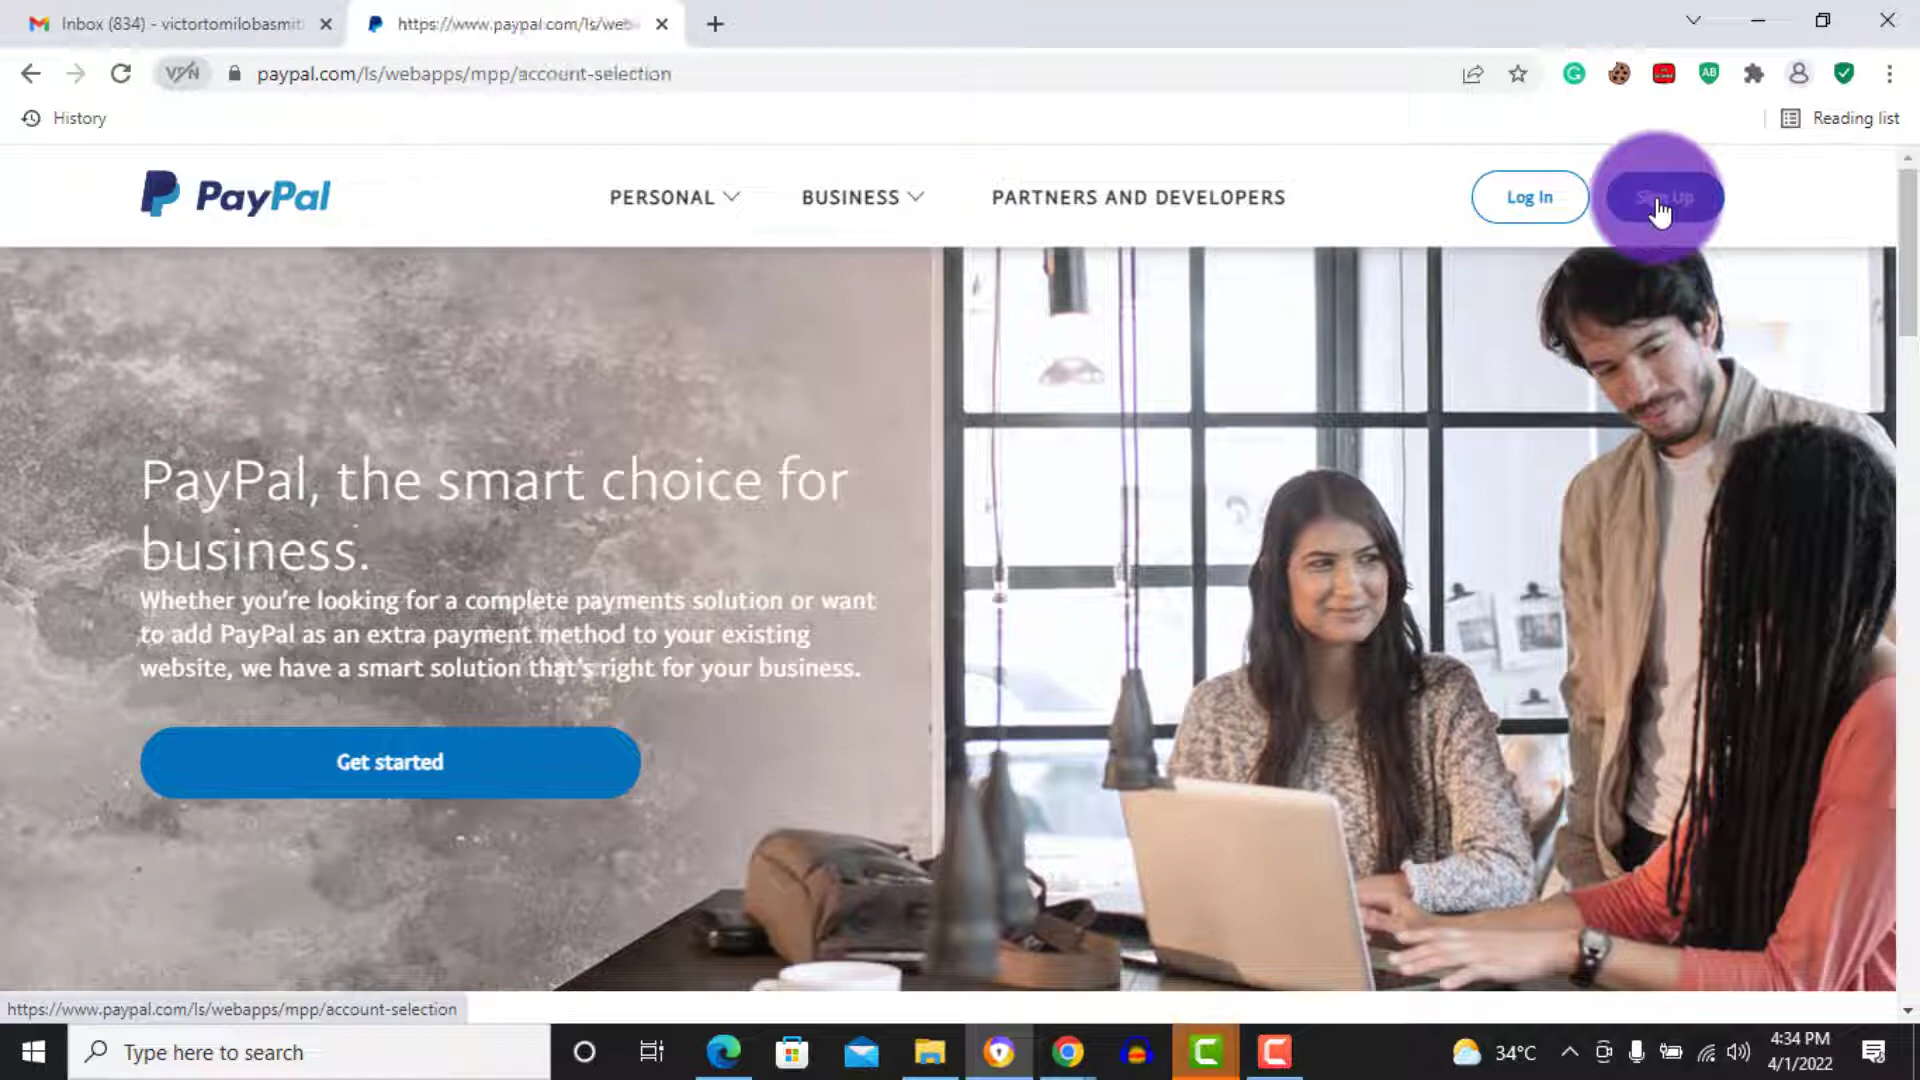 Inbox (834) - victortomilobasmit
https://www.paypal.com/ls/web
VPN
paypal.com/ls/webapps/mpp/account-selection
History
Reading list
PayPal
PERSONAL
BUSINESS
PARTNERS AND DEVELOPERS
Log In
Sign Up
PayPal, the smart choice for
business.
Whether you're looking for a complete payments solution or want
to add PayPal as an extra payment method to your existing
website, we have a smart solution that's right for your business.
Get started
https://www.paypal.com/ls/webapps/mpp/account-selection
Type here to search
34°C
4:34 PM
4/1/2022